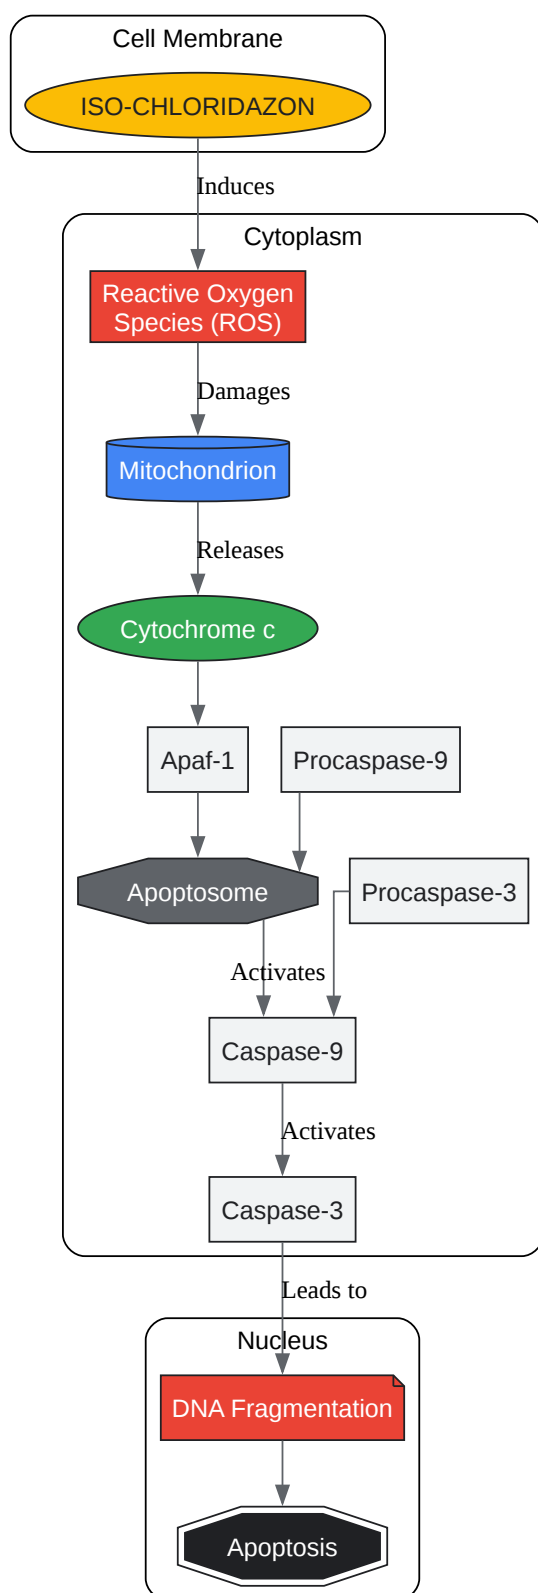 Cell Membrane
ISO-CHLORIDAZON
Induces
Cytoplasm
Reactive Oxygen
Species (ROS)
Damages
Mitochondrion
Releases
Cytochrome c
Apaf-1
Procaspase-9
Apoptosome
Procaspase-3
Activates
Caspase-9
Activates
Caspase-3
Leads to
Nucleus
DNA Fragmentation
Apoptosis